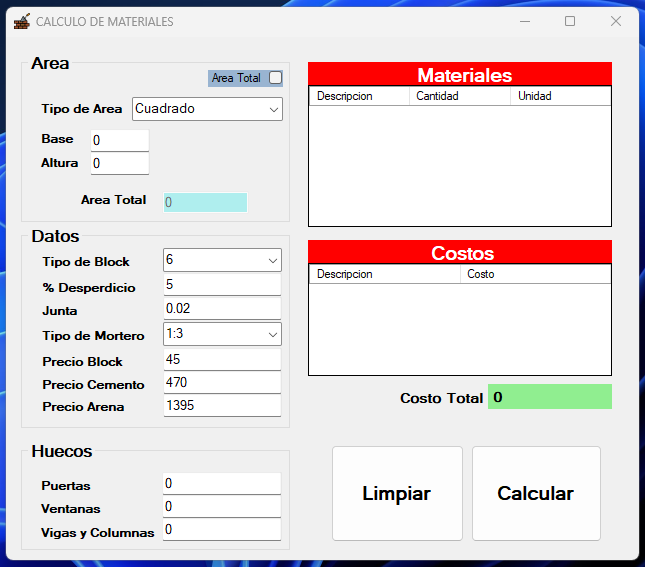 CALCULO DE MATERIALES
Area
Area Total
Tipo de Area Cuadrado
Base 0
Altura 0
Area Total 0
Datos
Tipo de Block 6
% Desperdicio 5
Junta 0.02
Tipo de Mortero 1:3
Precio Block 45
Precio Cemento 470
Precio Arena 1395
Huecos
Puertas 0
Ventanas 0
Vigas y Columnas 0
Materiales
Descripcion Cantidad Unidad
Costos
Descripcion Costo
Costo Total 0
Limpiar Calcular